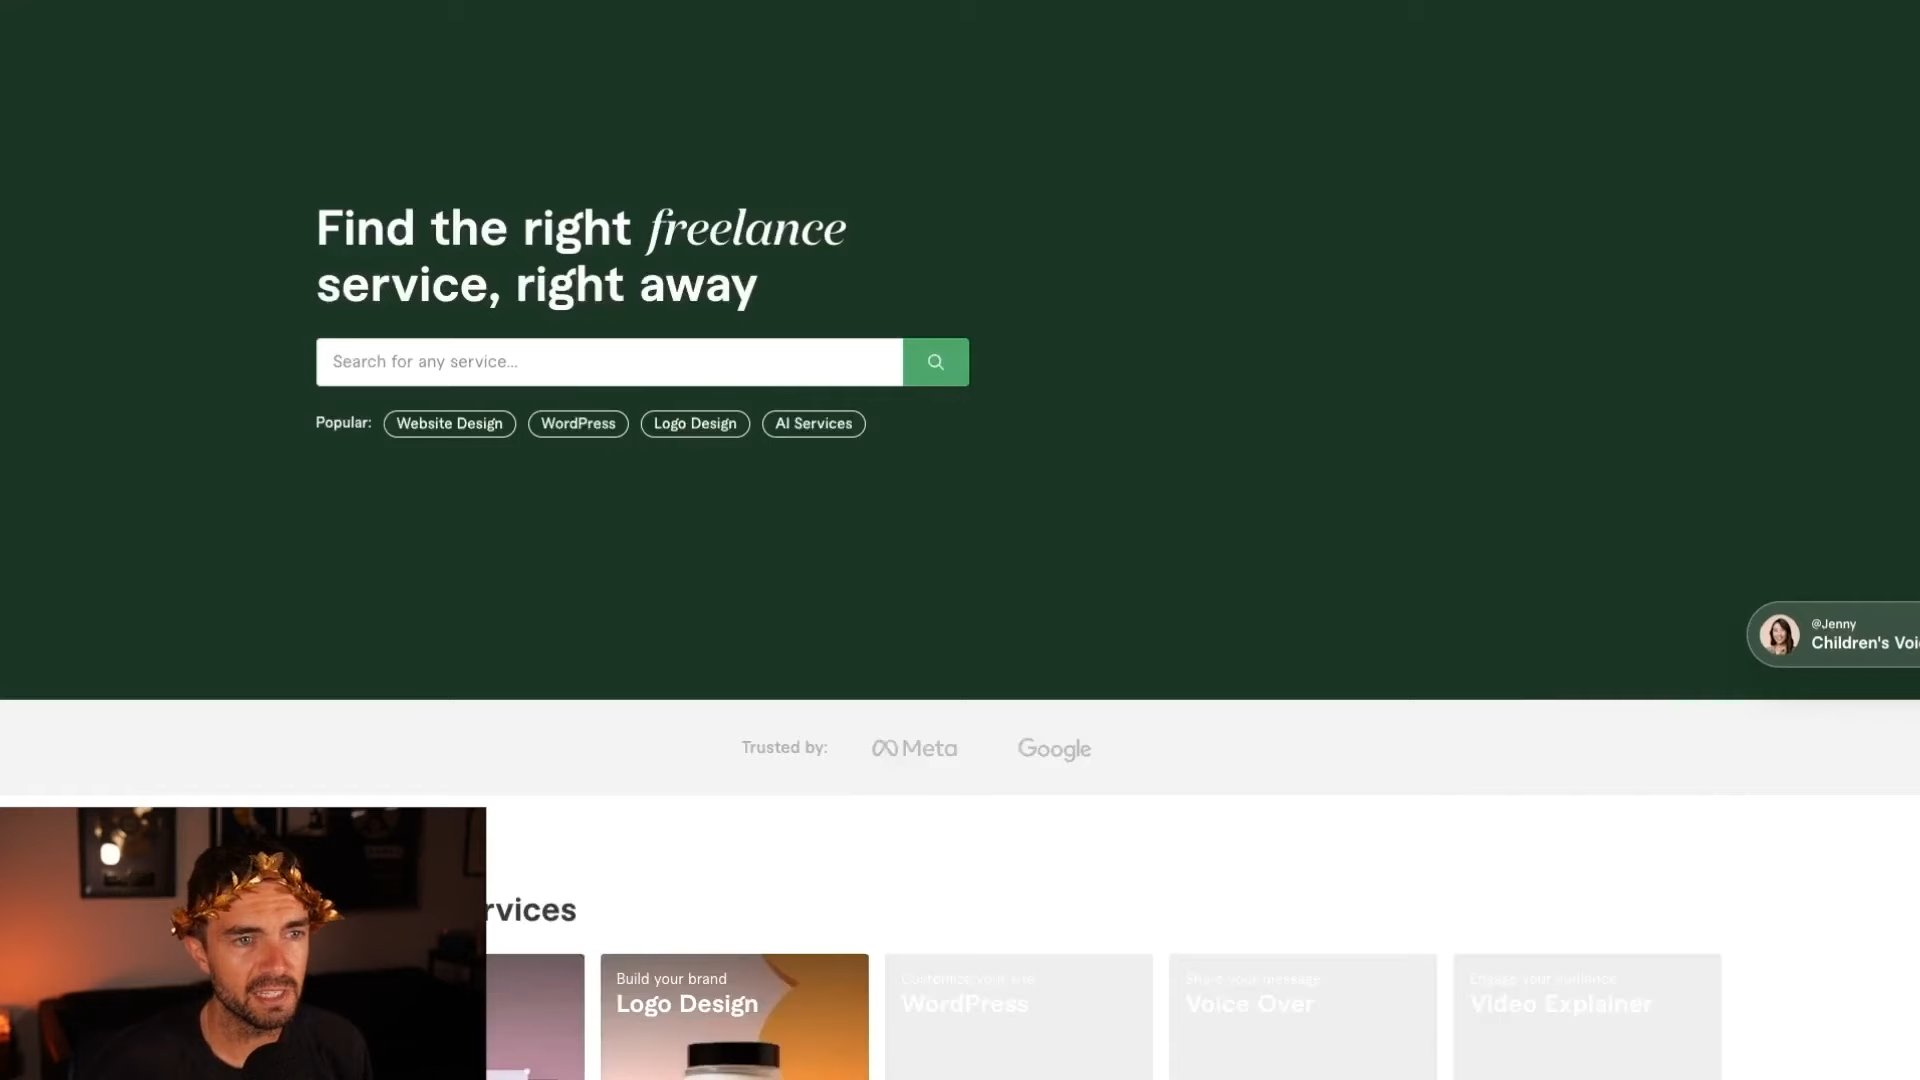 Find the right freelance
service, right away
Search for any service...
Popular:
Website Design
WordPress
Logo Design
AI Services
@Jenny
Children's Voi
Trusted by:
Meta
Google
rvices
Build your brand
Logo Design
Customize your site
WordPress
Share your message
Voice Over
Engage your audience
Video Explainer